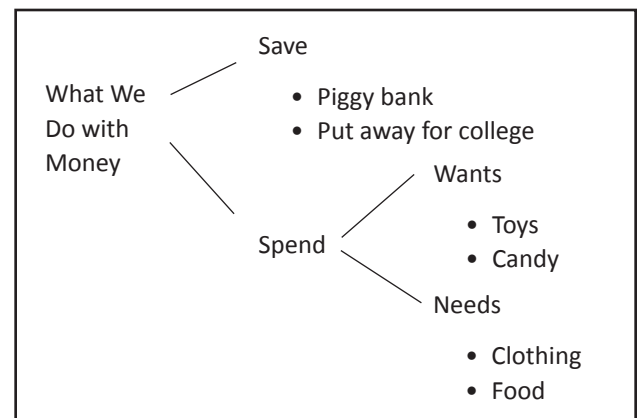 Save
What We
Do with
Money
• Piggy bank
• Put away for college
Wants
• Toys
• Candy
Spend
Needs
• Clothing
• Food